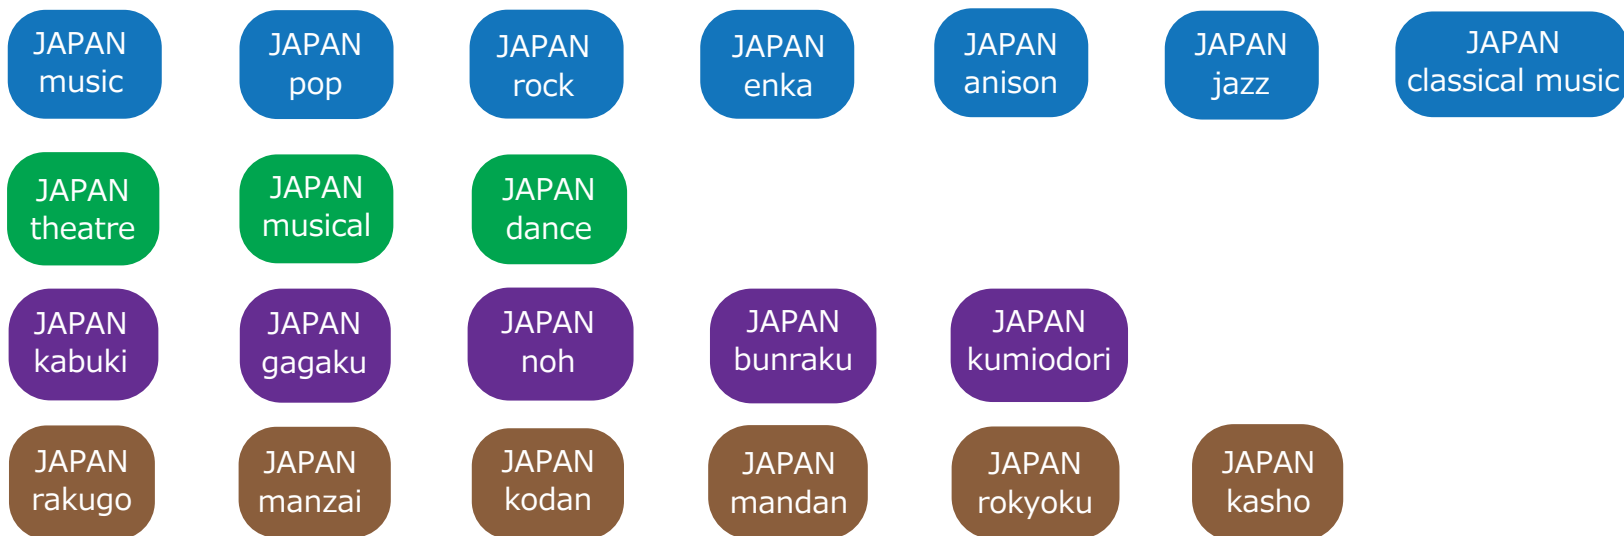 JAPAN
music
JAPAN
pop
JAPAN
rock
JAPAN
enka
JAPAN
anison
JAPAN
jazz
JAPAN
classical music
JAPAN
theatre
JAPAN
musical
JAPAN
dance
JAPAN
kabuki
JAPAN
gagaku
JAPAN
noh
JAPAN
bunraku
JAPAN
kumiodori
JAPAN
rakugo
JAPAN
manzai
JAPAN
kodan
JAPAN
mandan
JAPAN
rokyoku
JAPAN
kasho